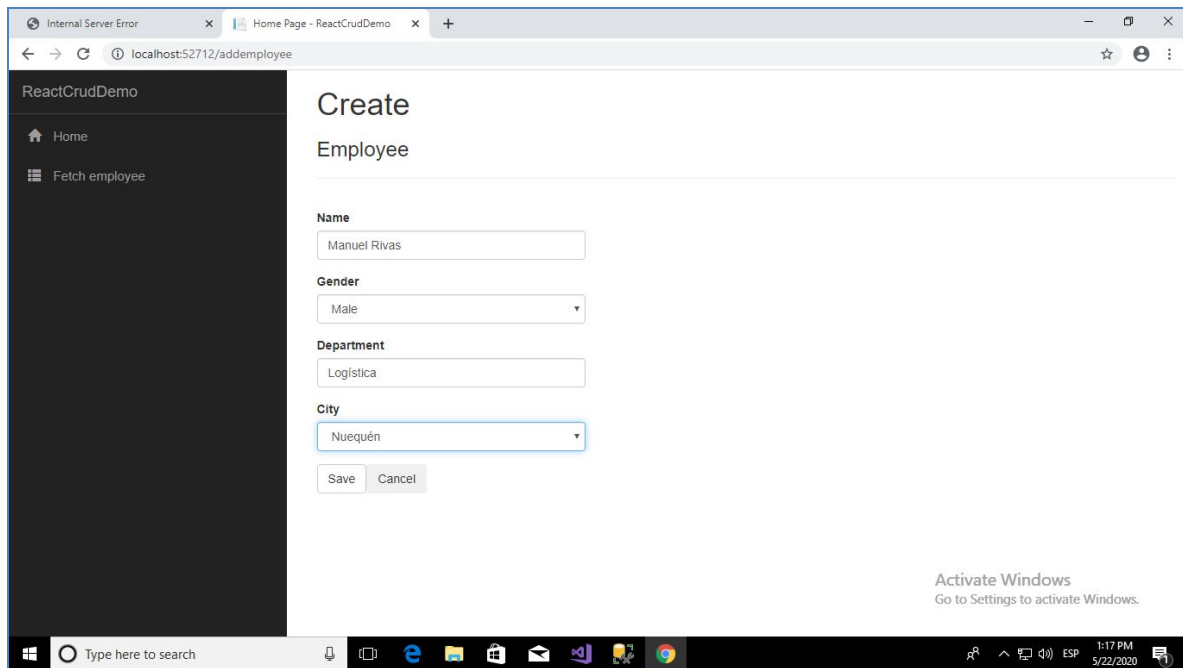 Internal Server Error
Home Page - ReactCrudDemo
localhost:52712/addemployee
ReactCrudDemo
Home
Fetch employee
Create
Employee
Name
Manuel Rivas
Gender
Male
Department
Logística
City
Nuequén
Save Cancel
Activate Windows
Go to Settings to activate Windows.
Type here to search
ESP
1:17 PM
5/22/2020
1